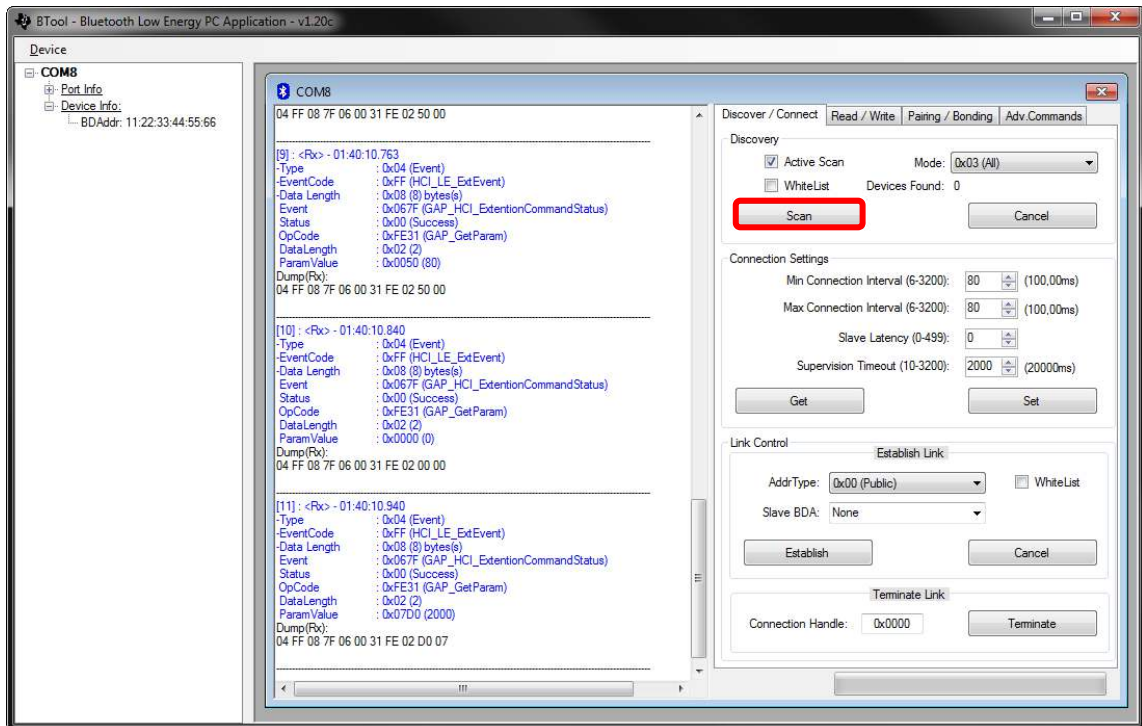 BTool - Bluetooth Low Energy PC Application - v1.20c
Device
COM8
Port Info
Device Info:
BDAddr: 11:22:33:44:55:66
COM8
04 FF 08 7F 06 00 31 FE 02 50 00
[9] : <Rx> - 01:40:10.763
-Type : 0x04 (Event)
-EventCode : 0xFF (HCI_LE_ExtEvent)
-Data Length : 0x08 (8) bytes(s)
Event : 0x067F (GAP_HCI_ExtentionCommandStatus)
Status : 0x00 (Success)
OpCode : 0xFE31 (GAP_GetParam)
DataLength : 0x02 (2)
ParamValue : 0x0050 (80)
Dump(Rx):
04 FF 08 7F 06 00 31 FE 02 50 00
[10] : <Rx> - 01:40:10.840
-Type : 0x04 (Event)
-EventCode : 0xFF (HCI_LE_ExtEvent)
-Data Length : 0x08 (8) bytes(s)
Event : 0x067F (GAP_HCI_ExtentionCommandStatus)
Status : 0x00 (Success)
OpCode : 0xFE31 (GAP_GetParam)
DataLength : 0x02 (2)
ParamValue : 0x0000 (0)
Dump(Rx):
04 FF 08 7F 06 00 31 FE 02 00 00
[11] : <Rx> - 01:40:10.940
-Type : 0x04 (Event)
-EventCode : 0xFF (HCI_LE_ExtEvent)
-Data Length : 0x08 (8) bytes(s)
Event : 0x067F (GAP_HCI_ExtentionCommandStatus)
Status : 0x00 (Success)
OpCode : 0xFE31 (GAP_GetParam)
DataLength : 0x02 (2)
ParamValue : 0x07D0 (2000)
Dump(Rx):
04 FF 08 7F 06 00 31 FE 02 D0 07
Discover / Connect Read / Write Pairing / Bonding Adv.Commands
Discovery
Active Scan Mode: 0x03 (All)
WhiteList Devices Found: 0
Scan Cancel
Connection Settings
Min Connection Interval (6-3200): 80 (100,00ms)
Max Connection Interval (6-3200): 80 (100,00ms)
Slave Latency (0-499): 0
Supervision Timeout (10-3200): 2000 (20000ms)
Get Set
Link Control
Establish Link
AddrType: 0x00 (Public) WhiteList
Slave BDA: None
Establish Cancel
Terminate Link
Connection Handle: 0x0000 Terminate